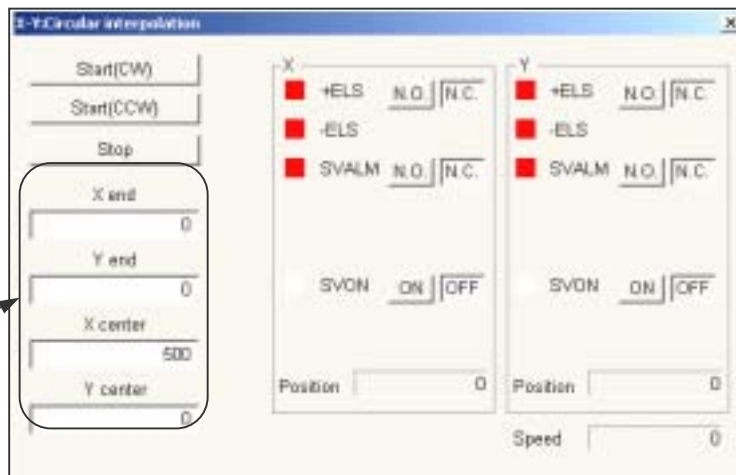 X-Y:Circular interpolation
Start(CW)
Start(CCW)
Stop
X end
0
Y end
0
X center
500
Y center
0
X
+ELS N.O. N.C.
-ELS
SVALM N.O. N.C.
SVON ON OFF
Position 0
Y
+ELS N.O. N.C.
-ELS
SVALM N.O. N.C.
SVON ON OFF
Position 0
Speed 0